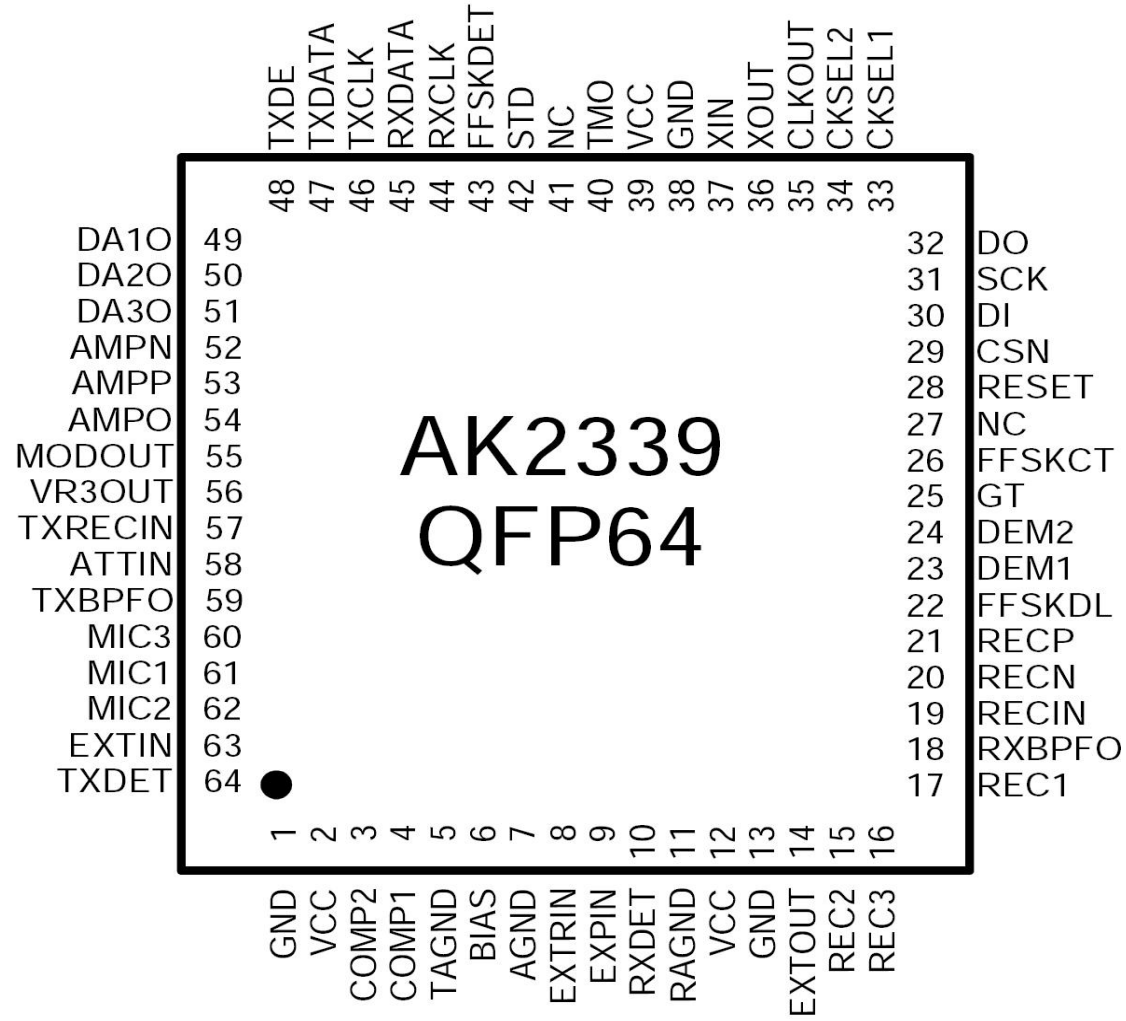 TXDE TXDATA TXCLK RXDATA RXCLK FFSKDET STD NC TMO VCC GND XIN XOUT CLKOUT CKSEL2 CKSEL1
48 47 46 45 44 43 42 41 40 39 38 37 36 35 34 33
DA1O 49 32 DO
DA2O 50 31 SCK
DA3O 51 30 DI
AMPN 52 29 CSN
AMPP 53 28 RESET
AMPO 54 27 NC
MODOUT 55 26 FFSKCT
VR3OUT 56 25 GT
TXRECIN 57 24 DEM2
ATTIN 58 23 DEM1
TXBPFO 59 22 FFSKDL
MIC3 60 21 RECP
MIC1 61 20 RECN
MIC2 62 19 RECIN
EXTIN 63 18 RXBPFO
TXDET 64 17 REC1
AK2339
QFP64
1 2 3 4 5 6 7 8 9 10 11 12 13 14 15 16
GND VCC COMP2 COMP1 TAGND BIAS AGND EXTRIN EXPIN RXDET RAGND VCC GND EXTOUT REC2 REC3